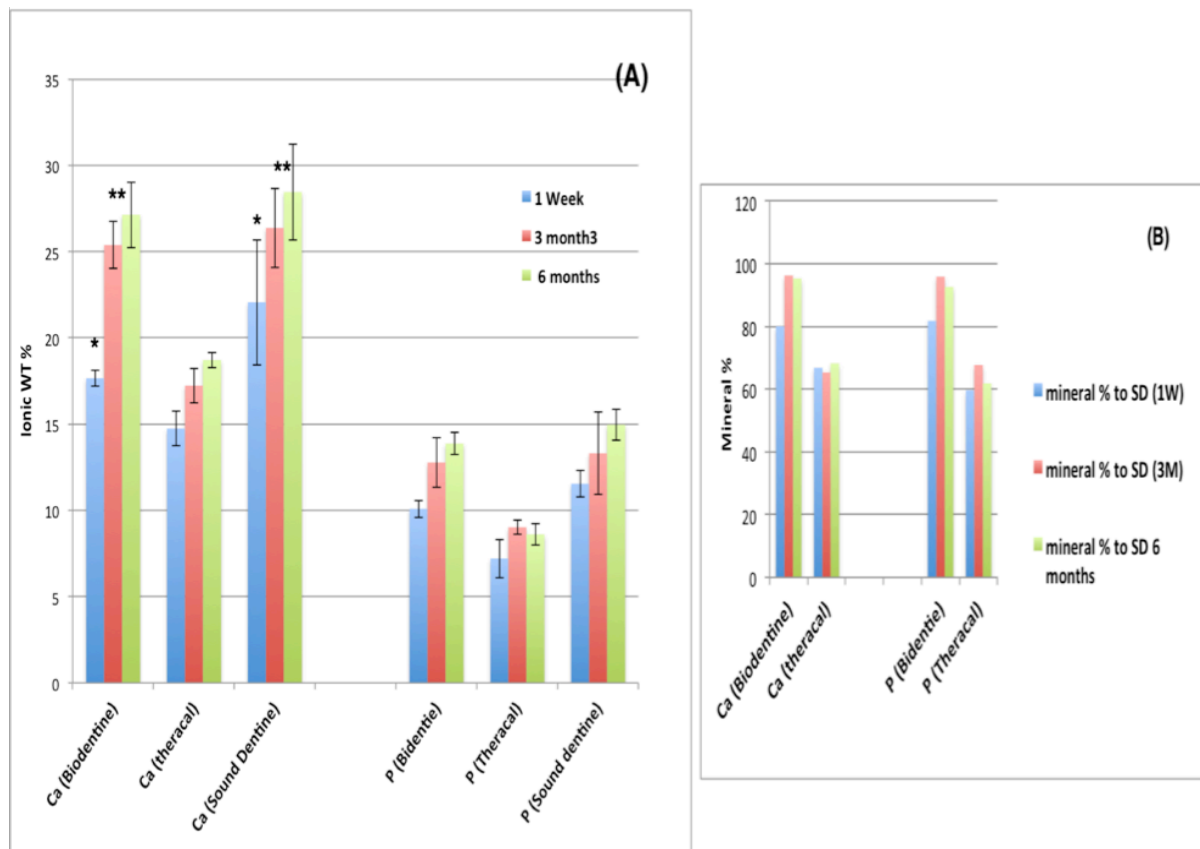 (A)
35
30
25
20
15
10
5
0
Ionic WT %
**
*
**
*
1 Week
3 month3
6 months
Ca (Biodentine)
Ca (theracal)
Ca (Sound Dentine)
P (Bidentie)
P (Theracal)
P (Sound dentine)
(B)
120
100
80
60
40
20
0
Mineral %
mineral % to SD (1W)
mineral % to SD (3M)
mineral % to SD 6
months
Ca (Biodentine)
Ca (theracal)
P (Bidentie)
P (Theracal)